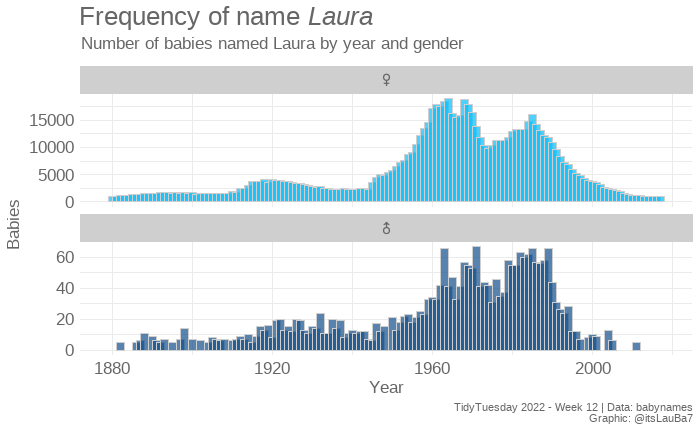 Frequency of name Laura
Number of babies named Laura by year and gender
♀
15000
10000
5000
0
♂
60
40
20
0
Babies
1880 1920 1960 2000
Year
TidyTuesday 2022 - Week 12 | Data: babynames
Graphic: @itsLauBa7